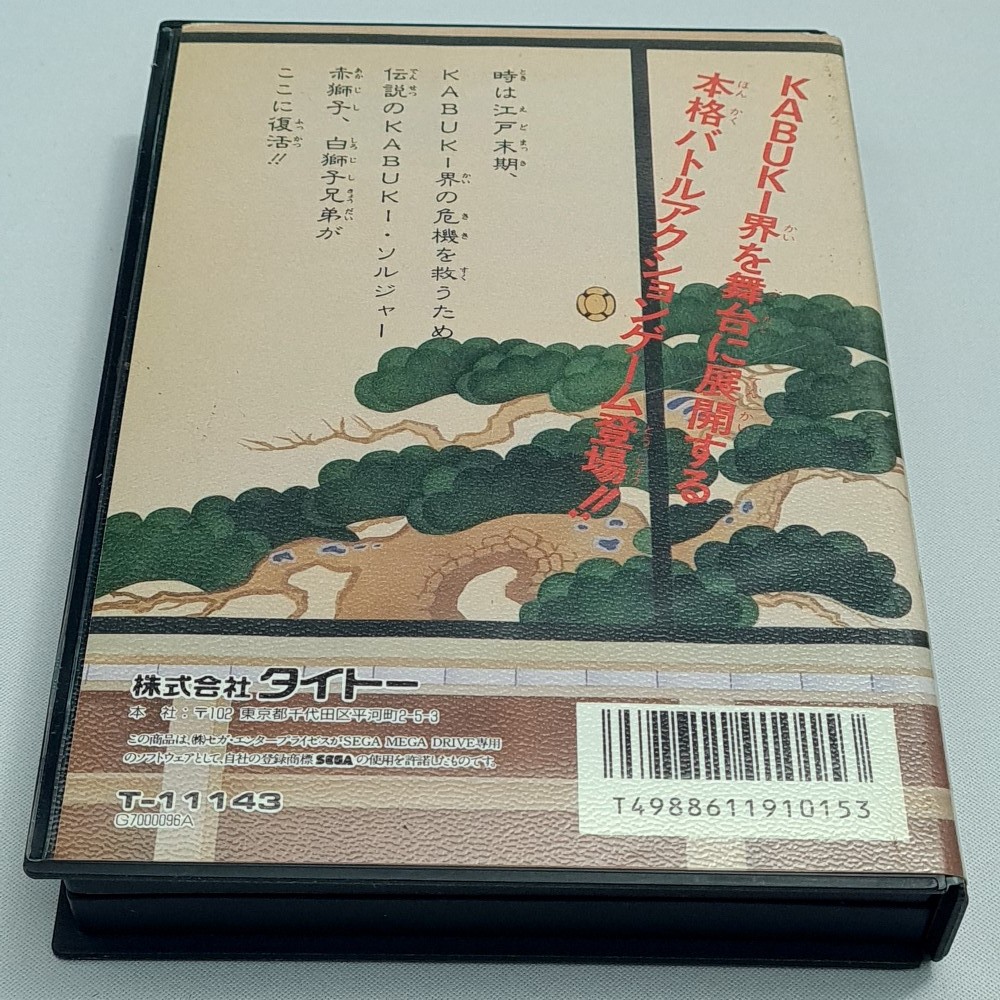 KABUKI界を舞台に展開する
本格バトルアクションゲーム登場!!
時は江戸末期、
KABUKI界の危機を救うため
伝説のKABUKI・ソルジャー
赤獅子、白獅子兄弟が
ここに復活!!
株式会社 タイトー
本 社：〒102 東京都千代田区平河町2-5-3
この商品は、㈱セガ・エンタープライゼスがSEGA MEGA DRIVE専用
のソフトウェアとして、自社の登録商標 SEGA の使用を許諾したものです。
T-11143
G7000096A
T4988611910153